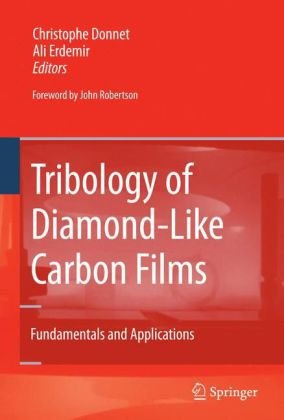 Christophe Donnet
Ali Erdemir
Editors
Foreword by John Robertson
Tribology of
Diamond-Like
Carbon Films
Fundamentals and Applications
Springer